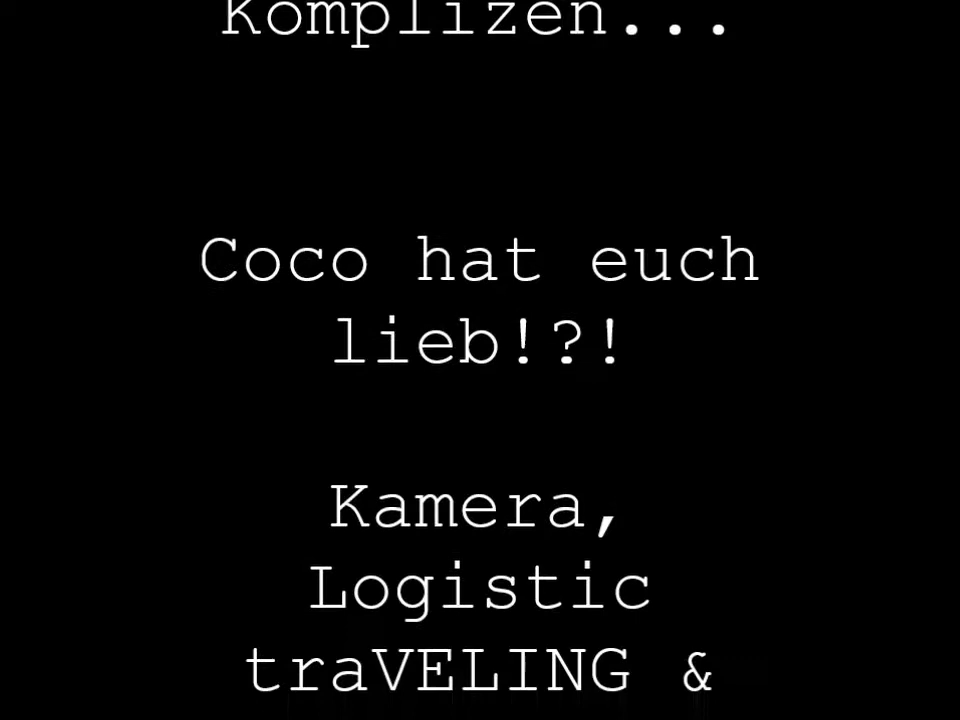 Komplizen...
Coco hat euch
lieb!?!
Kamera,
Logistic
traVELING &